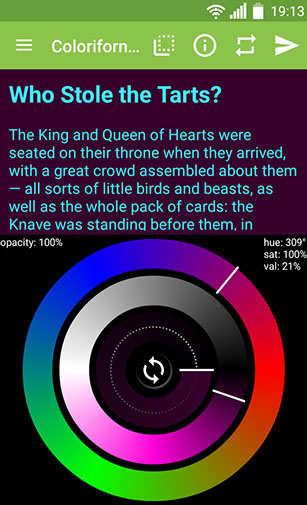 19:13
Coloriforn...
Who Stole the Tarts?
The King and Queen of Hearts were
seated on their throne when they arrived,
with a great crowd assembled about them
— all sorts of little birds and beasts, as
well as the whole pack of cards: the
Knave was standing before them, in
opacity: 100%
hue: 309°
sat: 100%
val: 21%